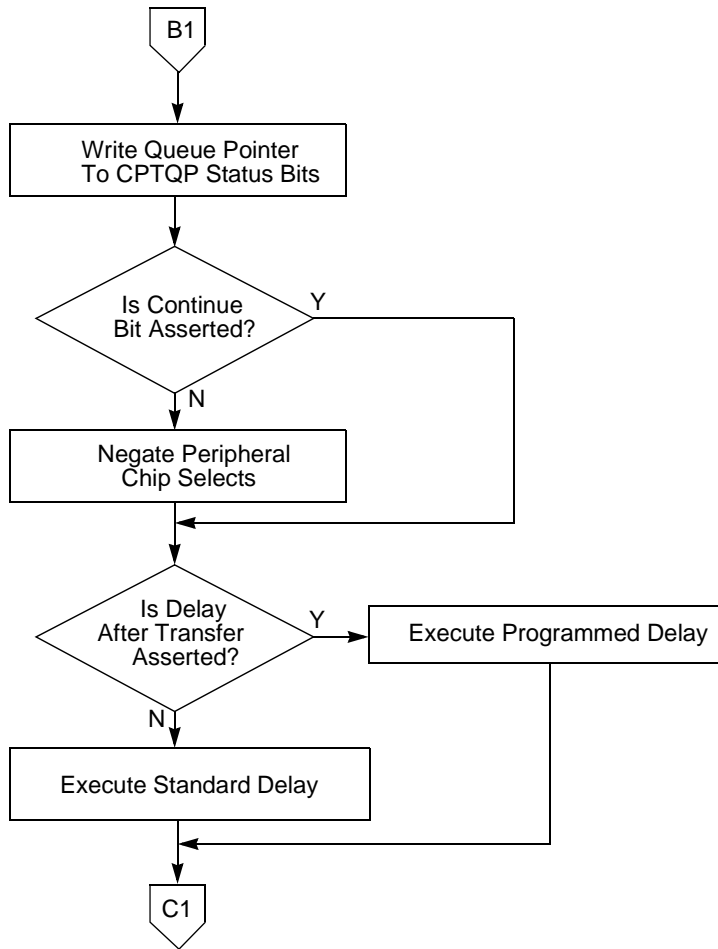 B1
Write Queue Pointer
To CPTQP Status Bits
Is Continue
Bit Asserted?
Y
N
Negate Peripheral
Chip Selects
Is Delay
After Transfer
Asserted?
Y
Execute Programmed Delay
N
Execute Standard Delay
C1